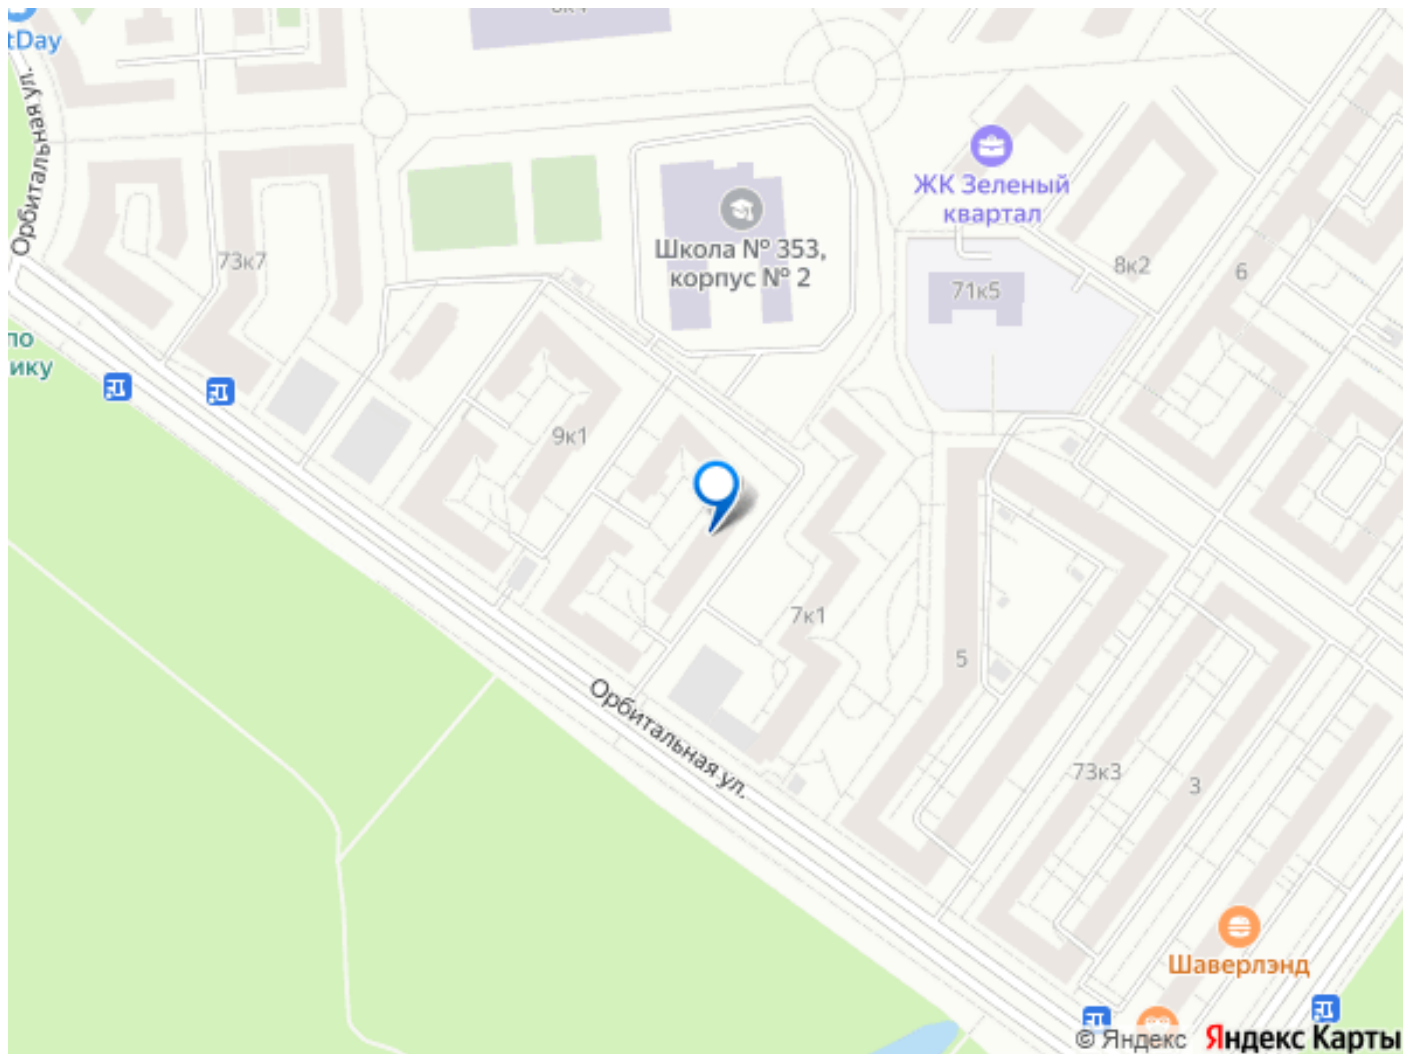 tDay
Орбитальная ул.
ЖК Зеленый
квартал
Школа № 353,
корпус № 2
73к7
71к5
8к2
6
по
ику
9к1
7к1
5
Орбитальная ул.
73к3
3
Шаверлэнд
© Яндекс Яндекс Карты